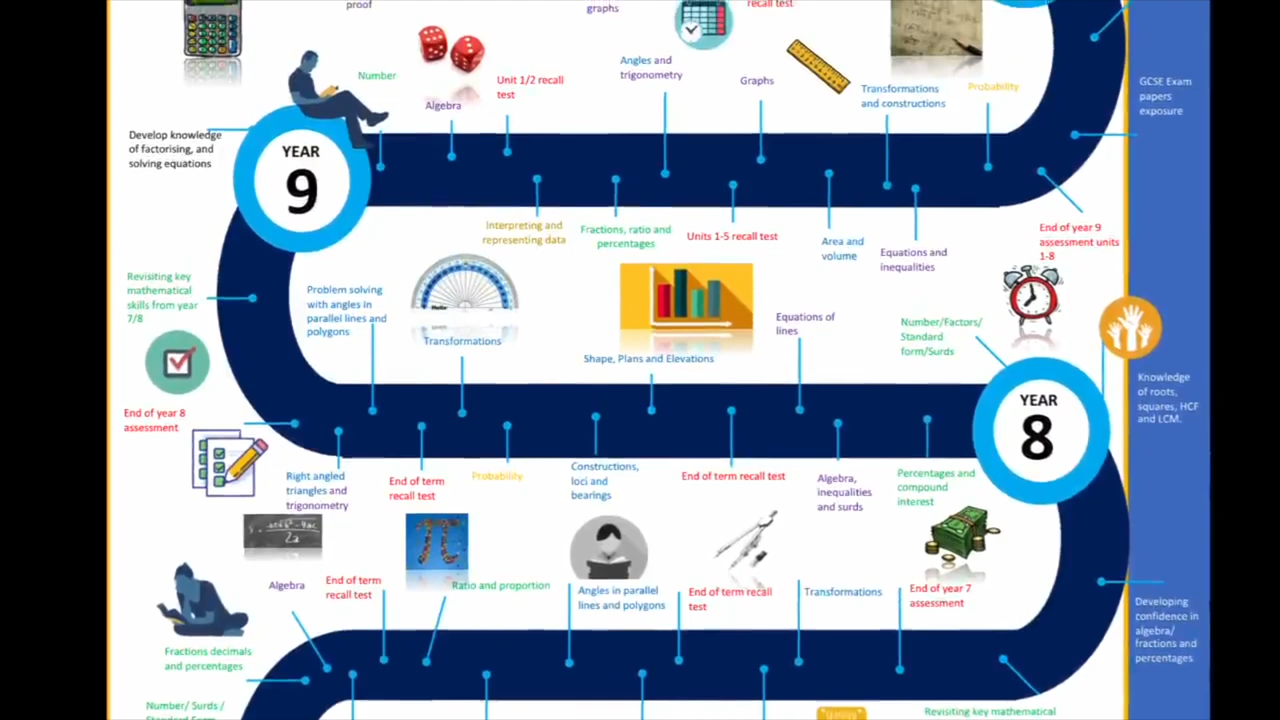 proof
graphs
recall test
Number
Algebra
Unit 1/2 recall
test
Angles and
trigonometry
Graphs
Transformations
and constructions
Probability
GCSE Exam
papers
exposure
Develop knowledge
of factorising, and
solving equations
YEAR
9
Interpreting and
representing data
Fractions, ratio and
percentages
Units 1-5 recall test
Area and
volume
Equations and
inequalities
End of year 9
assessment units
1-8
Revisiting key
mathematical
skills from year
7/8
Problem solving
with angles in
parallel lines and
polygons
Transformations
Shape, Plans and Elevations
Equations of
lines
Number/Factors/
Standard
form/Surds
YEAR
8
Knowledge
of roots,
squares, HCF
and LCM.
End of year 8
assessment
Right angled
triangles and
trigonometry
End of term
recall test
Probability
Constructions,
loci and
bearings
End of term recall test
Algebra,
inequalities
and surds
Percentages and
compound
interest
Algebra
End of term
recall test
Ratio and proportion
Angles in parallel
lines and polygons
End of term recall
test
Transformations
End of year 7
assessment
Developing
confidence in
algebra/
fractions and
percentages
Fractions decimals
and percentages
Number/ Surds /
Standard Form
Revisiting key mathematical